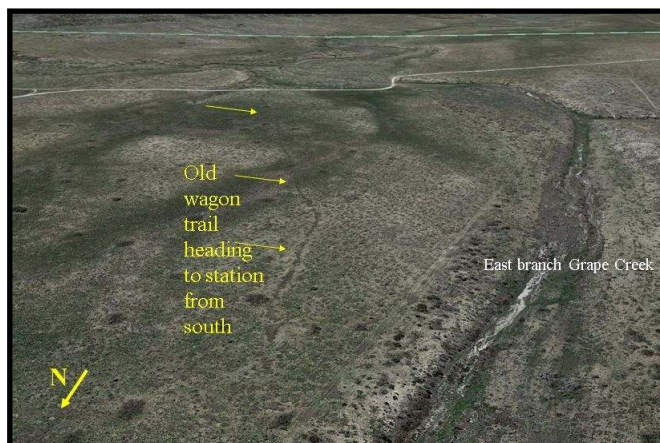 Old
wagon
trail
heading
to station
from
south
East branch Grape Creek
N